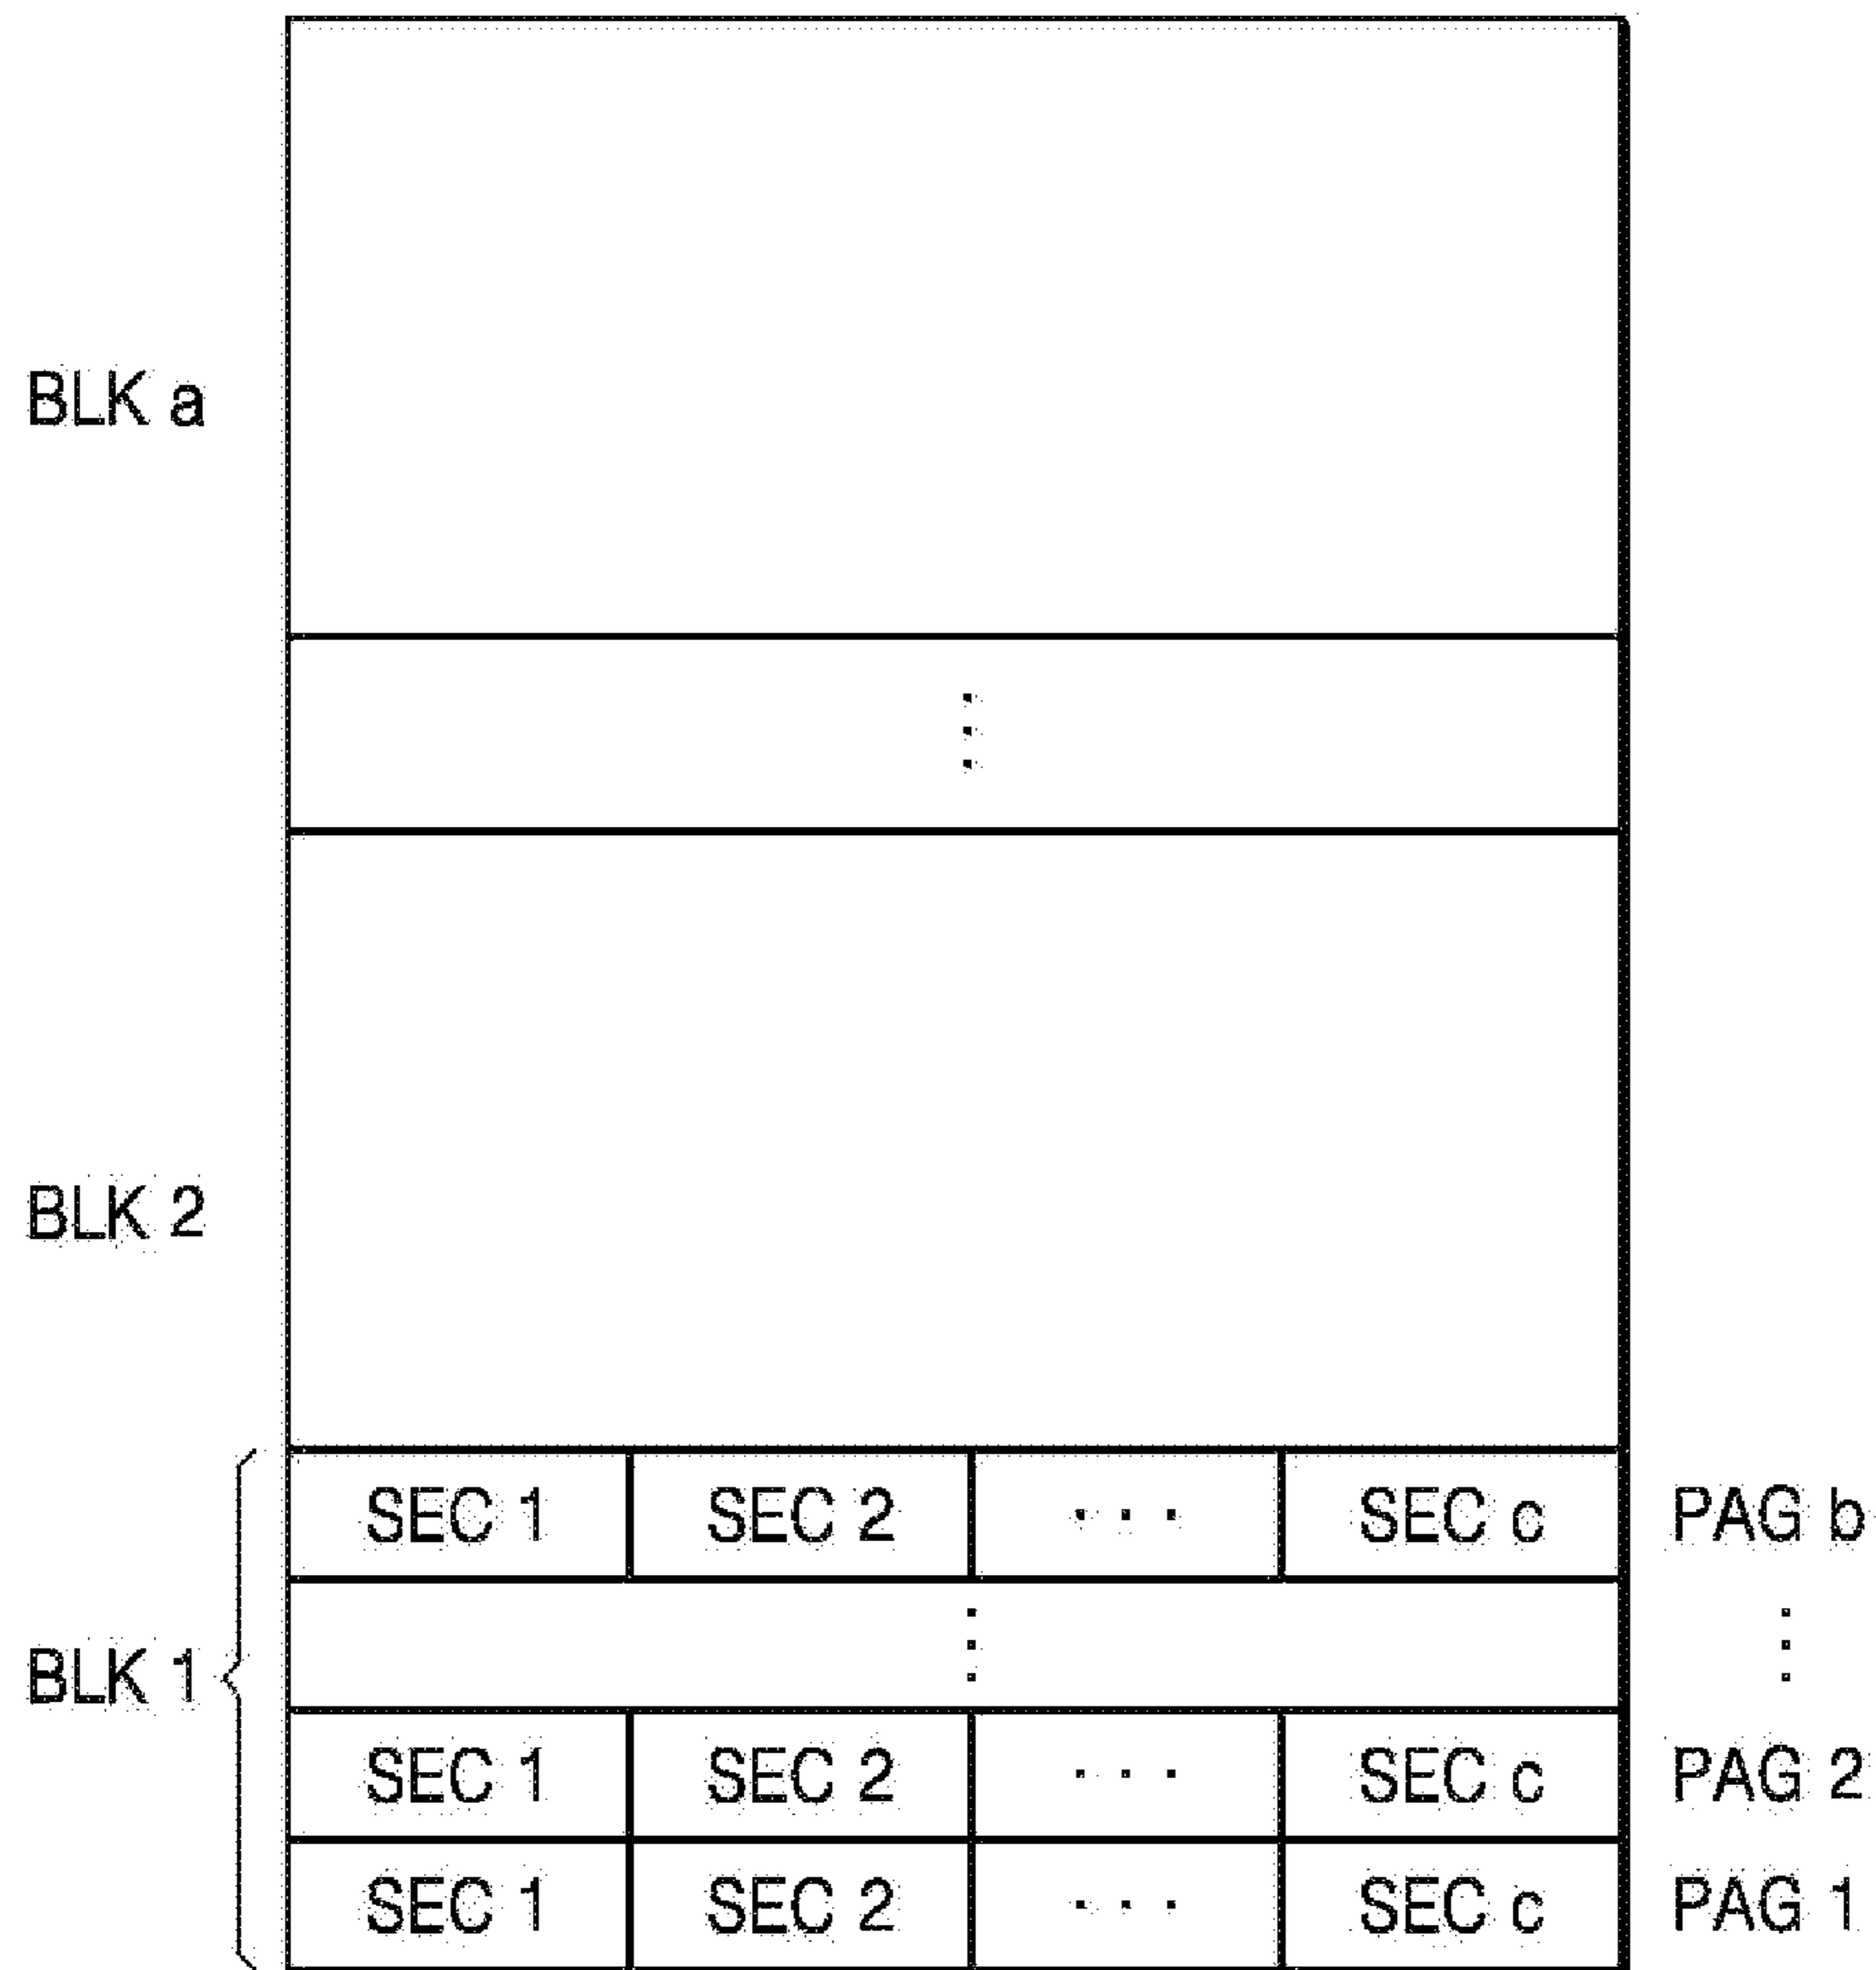 BLK a
⋮
BLK 2
BLK 1
SEC 1 SEC 2 ... SEC c PAG b
⋮ ⋮
SEC 1 SEC 2 ... SEC c PAG 2
SEC 1 SEC 2 ... SEC c PAG 1